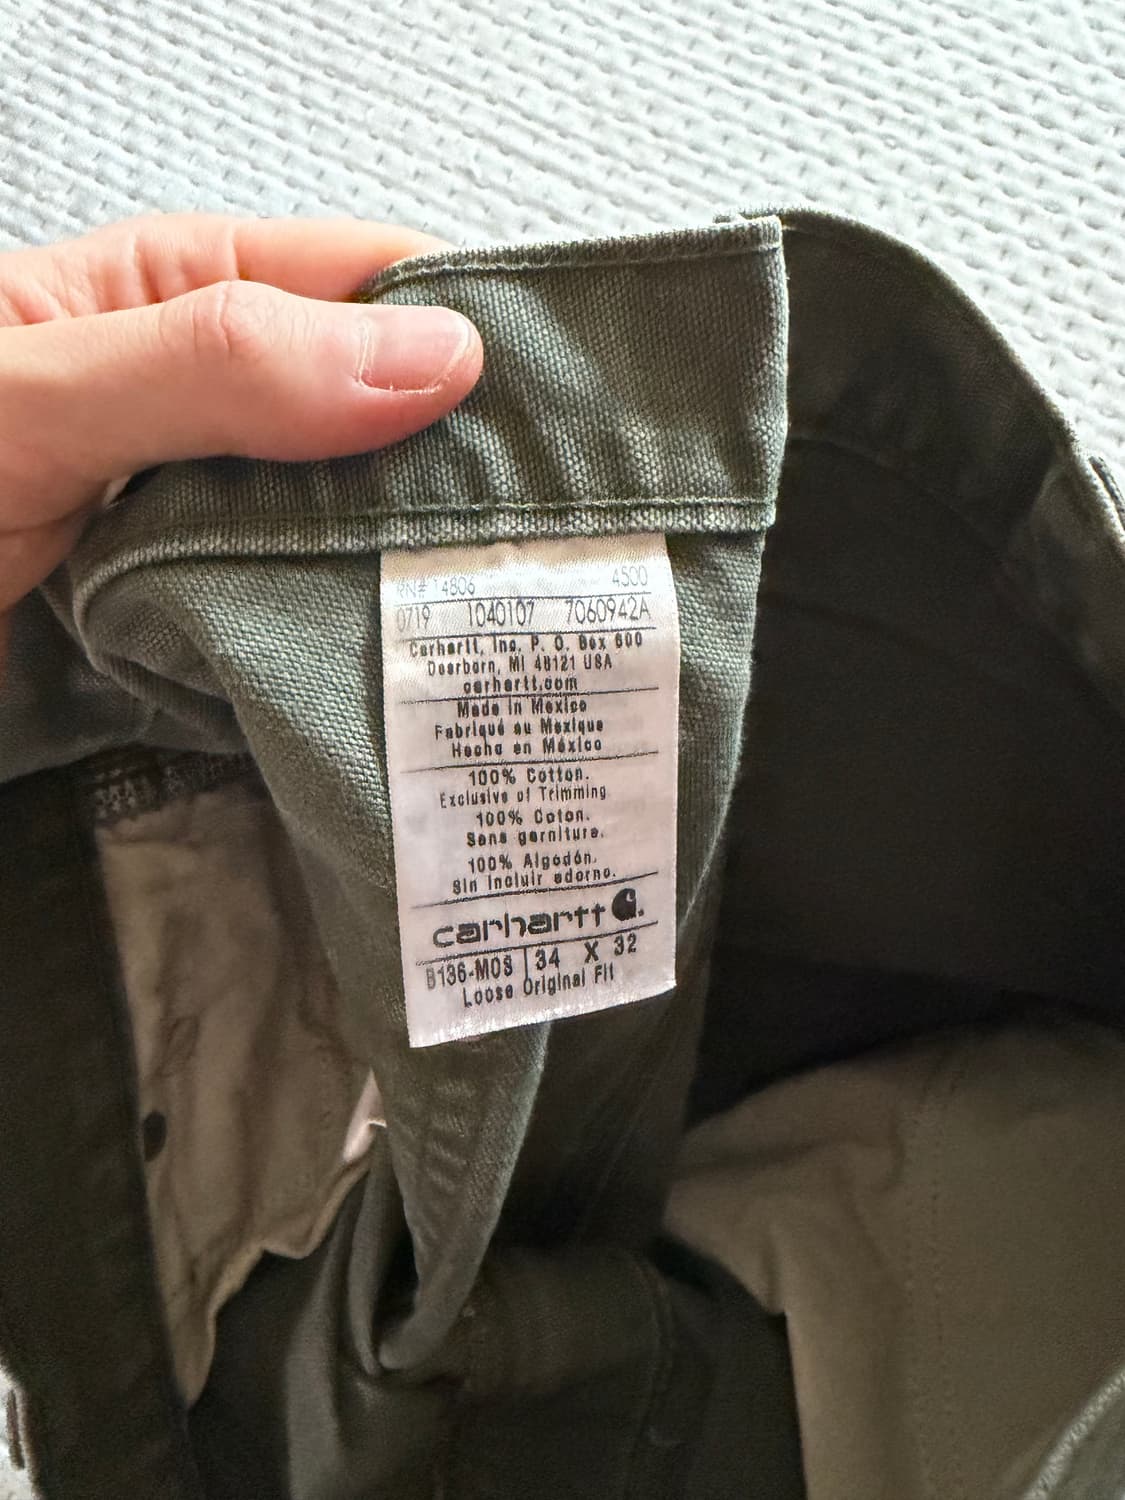 RN# 14806 4500
0719 1040107 7060942A
Carhartt, Inc. P. O. Box 600
Dearborn, MI 48121 USA
carhartt.com
Made in Mexico
Fabriqué au Mexique
Hecho en México
100% Cotton.
Exclusive of Trimming
100% Coton.
Sans garniture.
100% Algodón.
Sin incluir adorno.
carhartt
B136-MOS 34 X 32
Loose Original Fit